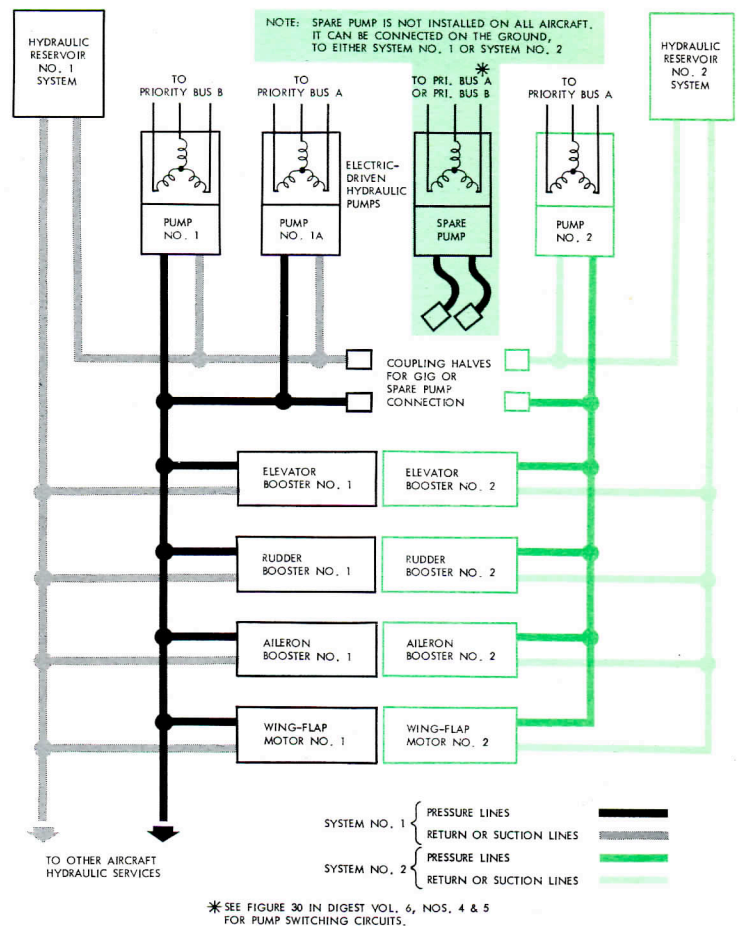 NOTE: SPARE PUMP IS NOT INSTALLED ON ALL AIRCRAFT.
IT CAN BE CONNECTED ON THE GROUND,
TO EITHER SYSTEM NO. 1 OR SYSTEM NO. 2
HYDRAULIC
RESERVOIR
NO. 1
SYSTEM
HYDRAULIC
RESERVOIR
NO. 2
SYSTEM
TO
PRIORITY BUS B
TO
PRIORITY BUS A
*
TO PRI. BUS A
OR PRI. BUS B
TO
PRIORITY BUS A
ELECTRIC-
DRIVEN
HYDRAULIC
PUMPS
PUMP
NO. 1
PUMP
NO. 1A
SPARE
PUMP
PUMP
NO. 2
COUPLING HALVES
FOR GIG OR
SPARE PUMP
CONNECTION
ELEVATOR
BOOSTER NO. 1
ELEVATOR
BOOSTER NO. 2
RUDDER
BOOSTER NO. 1
RUDDER
BOOSTER NO. 2
AILERON
BOOSTER NO. 1
AILERON
BOOSTER NO. 2
WING-FLAP
MOTOR NO. 1
WING-FLAP
MOTOR NO. 2
TO OTHER AIRCRAFT
HYDRAULIC SERVICES
SYSTEM NO. 1
PRESSURE LINES
RETURN OR SUCTION LINES
SYSTEM NO. 2
PRESSURE LINES
RETURN OR SUCTION LINES
* SEE FIGURE 30 IN DIGEST VOL. 6, NOS. 4 & 5
FOR PUMP SWITCHING CIRCUITS.